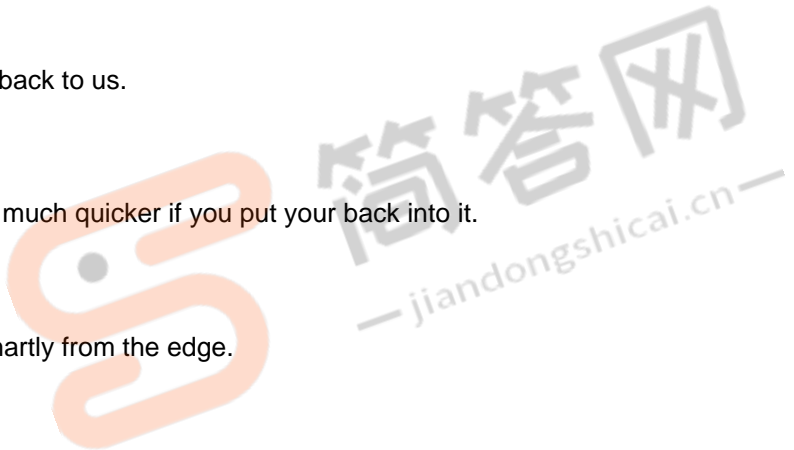 back to us.
简答网
much quicker if you put your back into it.
— jiandongshicai.cn —
from the edge.